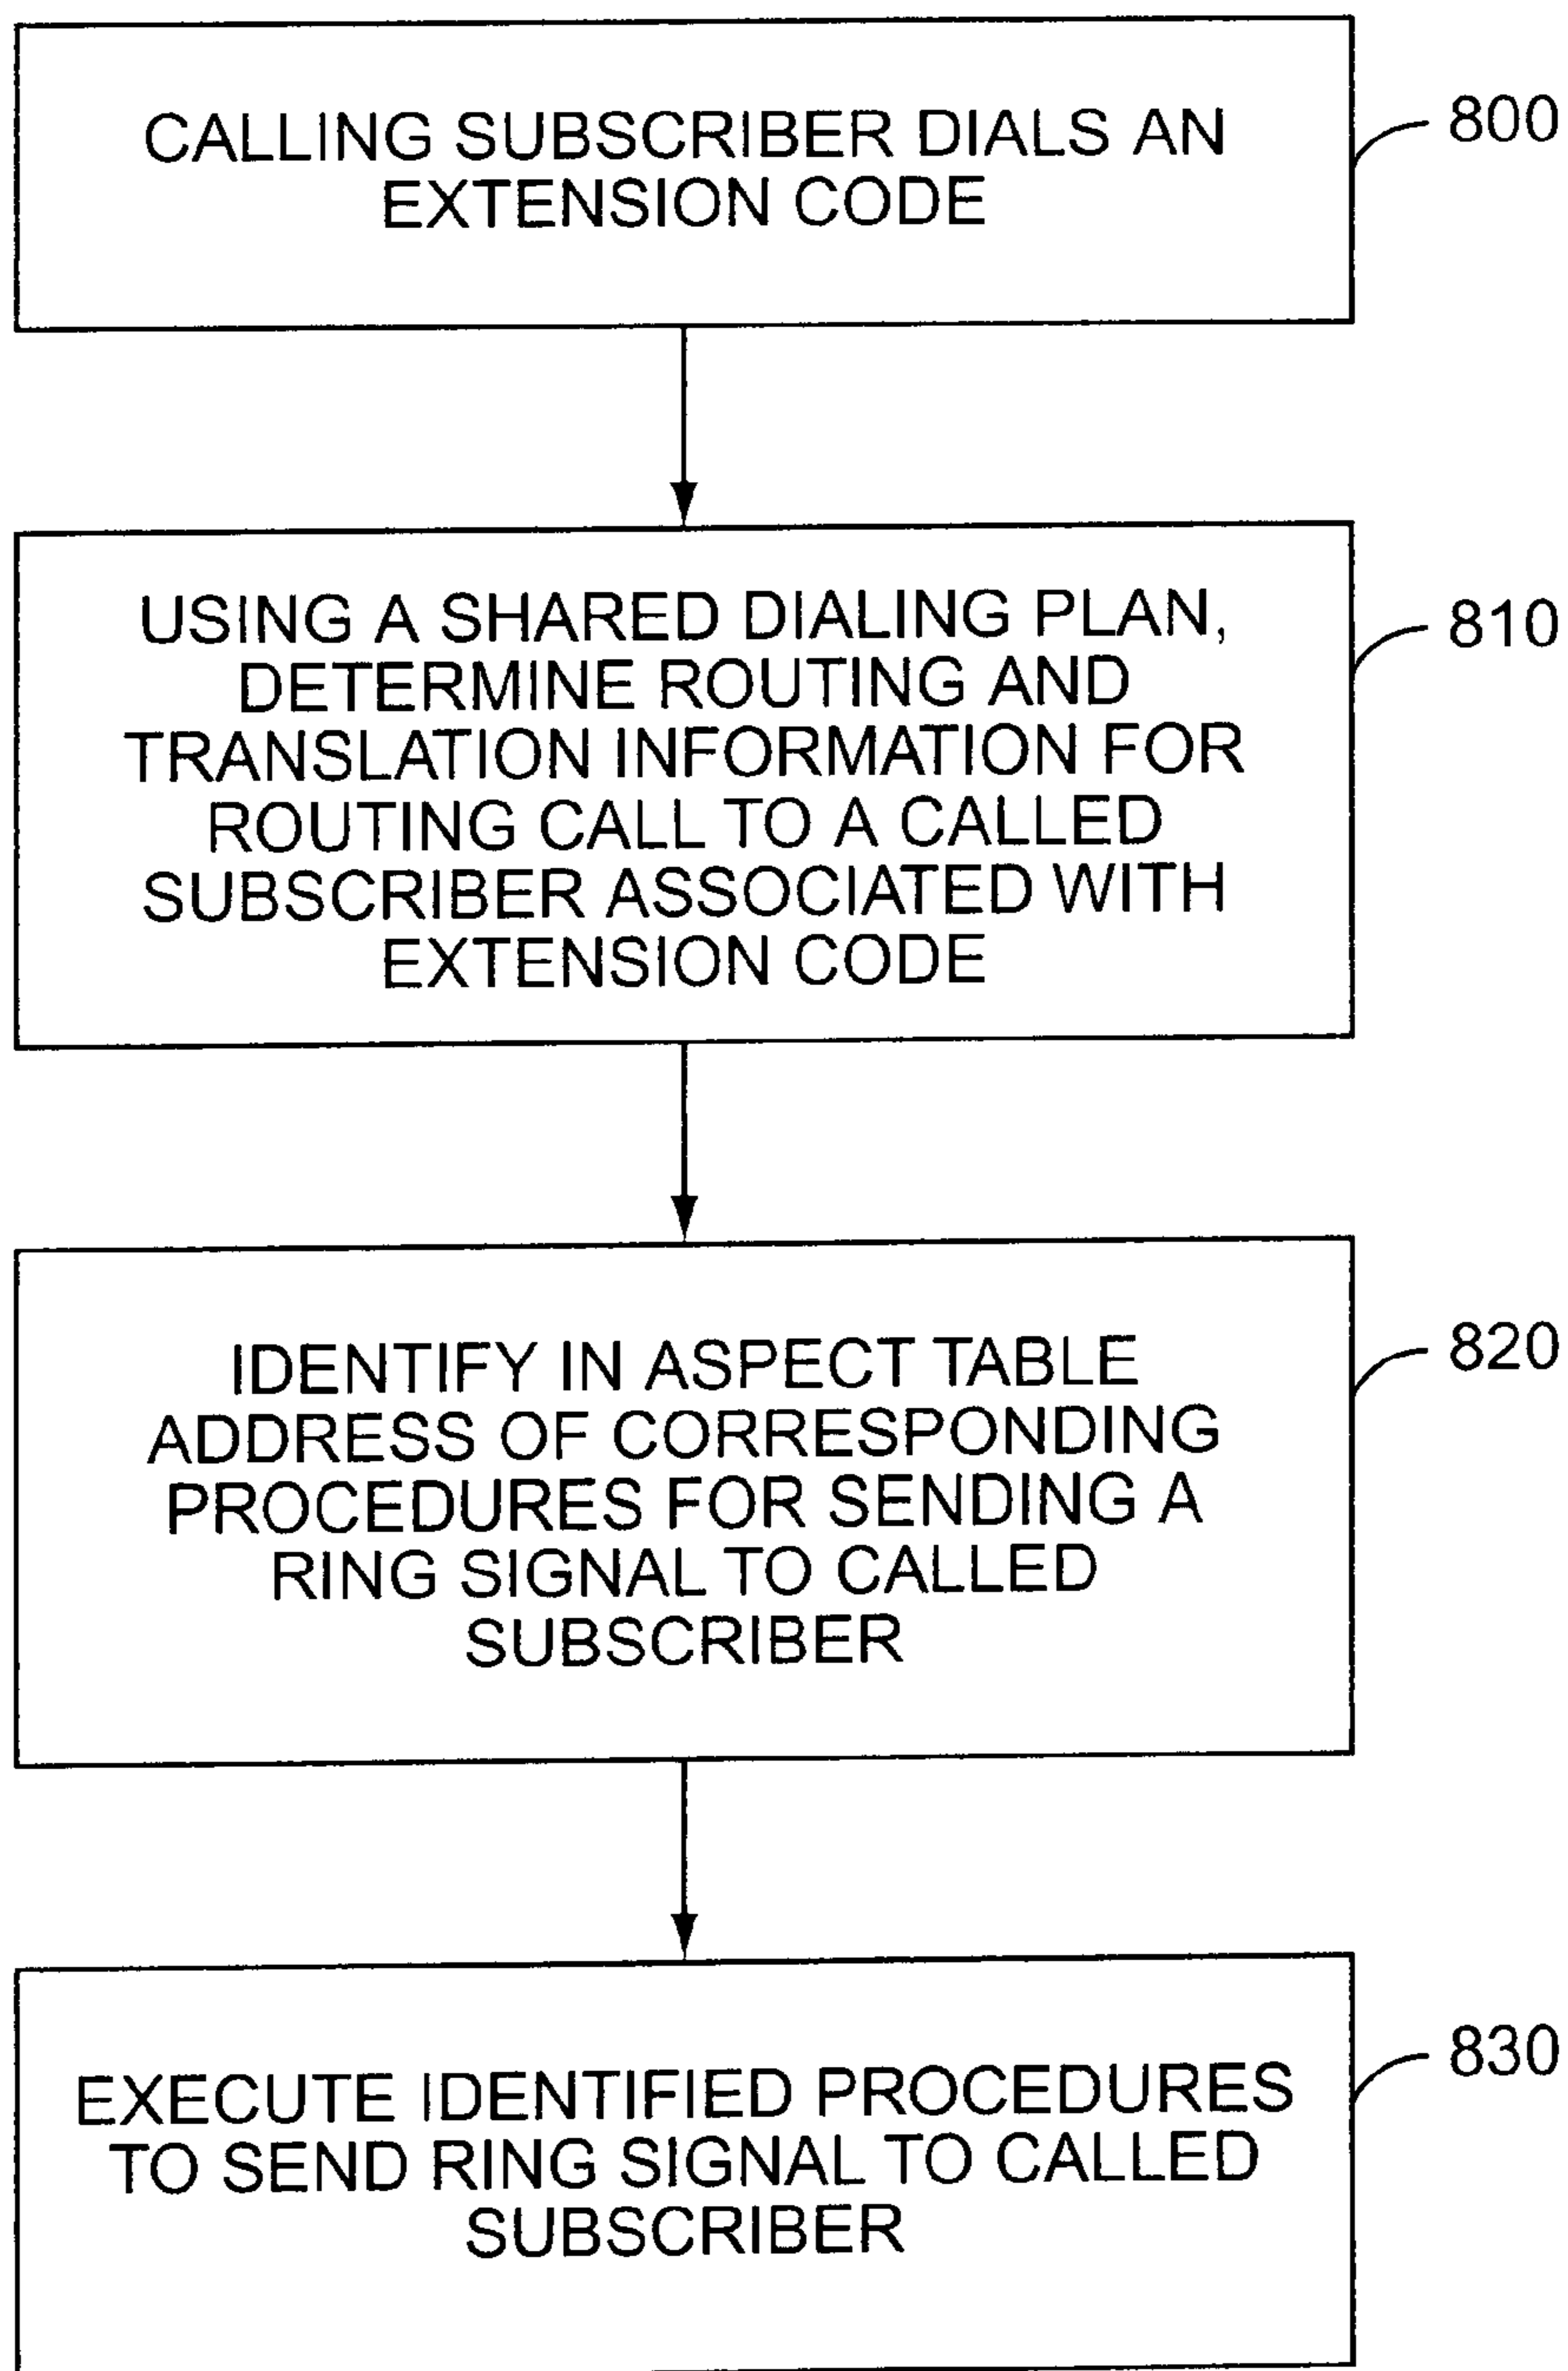 CALLING SUBSCRIBER DIALS AN
EXTENSION CODE
800
USING A SHARED DIALING PLAN,
DETERMINE ROUTING AND
TRANSLATION INFORMATION FOR
ROUTING CALL TO A CALLED
SUBSCRIBER ASSOCIATED WITH
EXTENSION CODE
810
IDENTIFY IN ASPECT TABLE
ADDRESS OF CORRESPONDING
PROCEDURES FOR SENDING A
RING SIGNAL TO CALLED
SUBSCRIBER
820
EXECUTE IDENTIFIED PROCEDURES
TO SEND RING SIGNAL TO CALLED
SUBSCRIBER
830